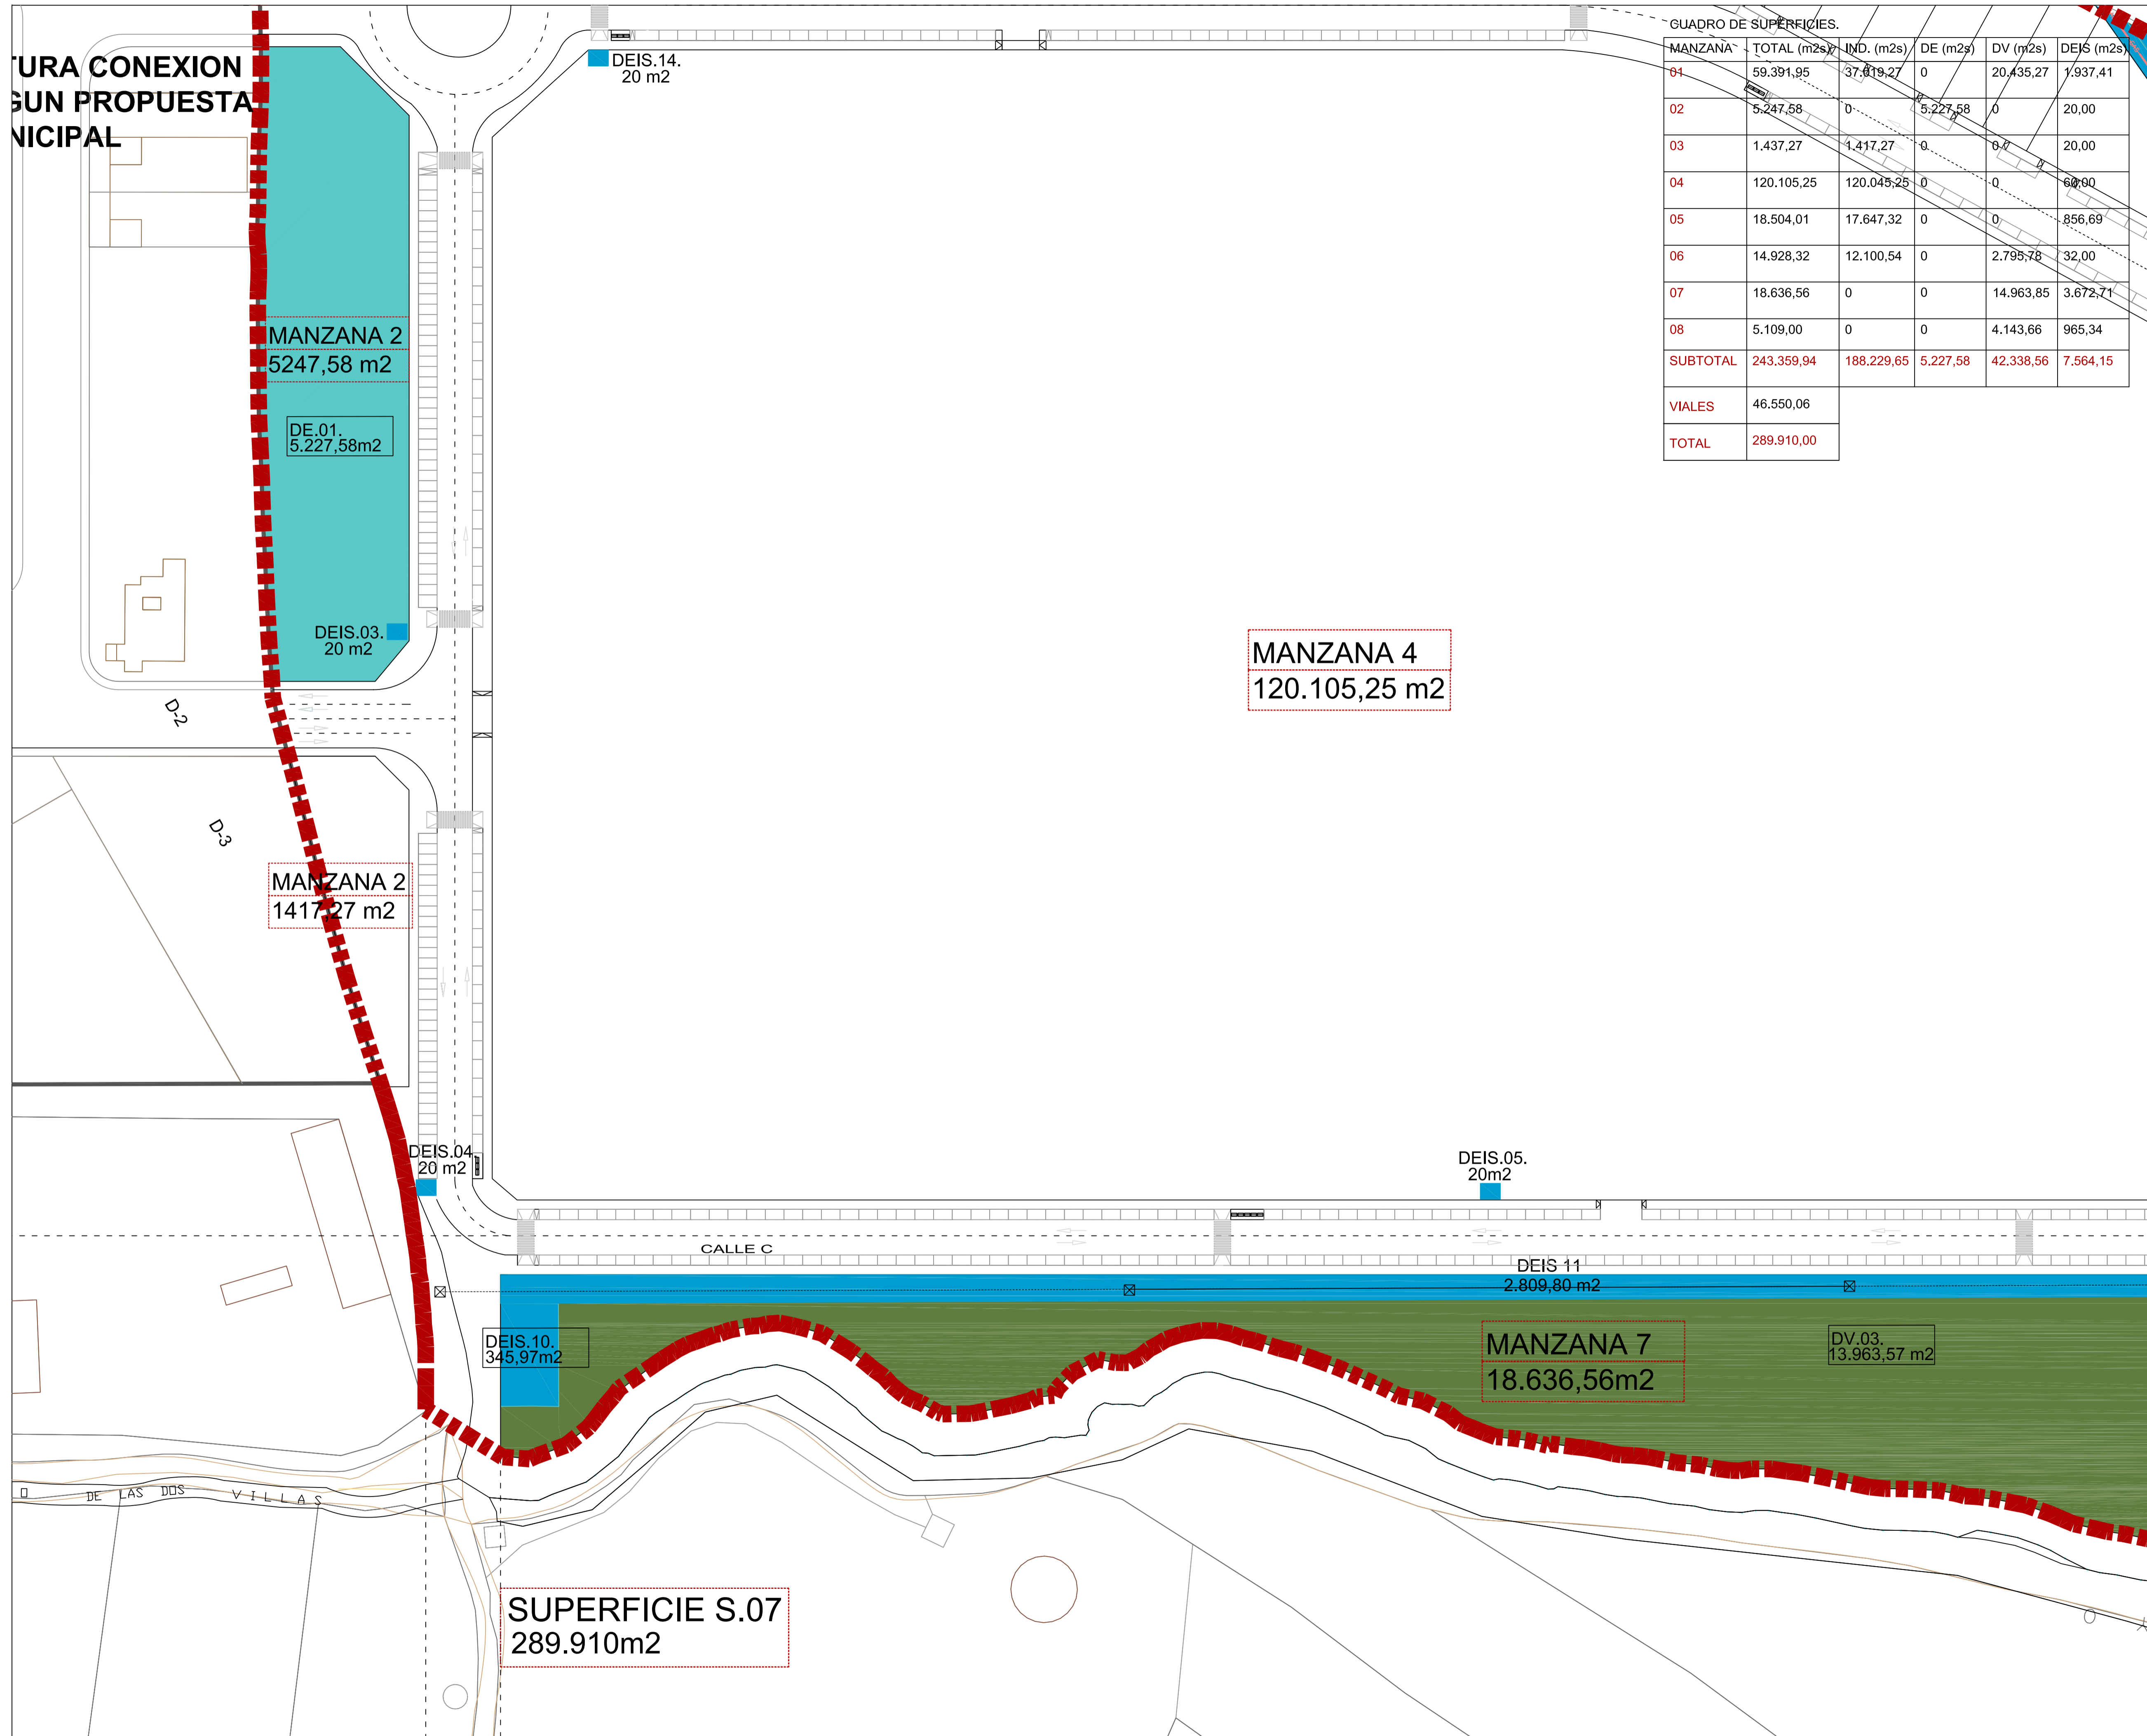 TURA CONEXION
GUN PROPUESTA
NICIPAL
DEIS.14.
20 m2
CUADRO DE SUPERFICIES.
MANZANA TOTAL (m2s) IND. (m2s) DE (m2s) DV (m2s) DEIS (m2s)
01 59.391,95 37.019,27 0 20.435,27 1.937,41
02 5.247,58 0 5.227,58 0 20,00
03 1.437,27 1.417,27 0 0 20,00
04 120.105,25 120.045,25 0 0 60,00
05 18.504,01 17.647,32 0 0 856,69
06 14.928,32 12.100,54 0 2.795,78 32,00
07 18.636,56 0 0 14.963,85 3.672,71
08 5.109,00 0 0 4.143,66 965,34
SUBTOTAL 243.359,94 188.229,65 5.227,58 42.338,56 7.564,15
VIALES 46.550,06
TOTAL 289.910,00
MANZANA 2
5247,58 m2
DE.01.
5.227,58m2
DEIS.03.
20 m2
MANZANA 4
120.105,25 m2
D-2
D-3
MANZANA 2
1417,27 m2
DEIS.04.
20 m2
DEIS.05.
20m2
CALLE C
DEIS 11
2.809,80 m2
DEIS.10.
345,97m2
MANZANA 7
18.636,56m2
DV.03.
13.963,57 m2
O DE LAS DOS VILLAS
SUPERFICIE S.07
289.910m2
O